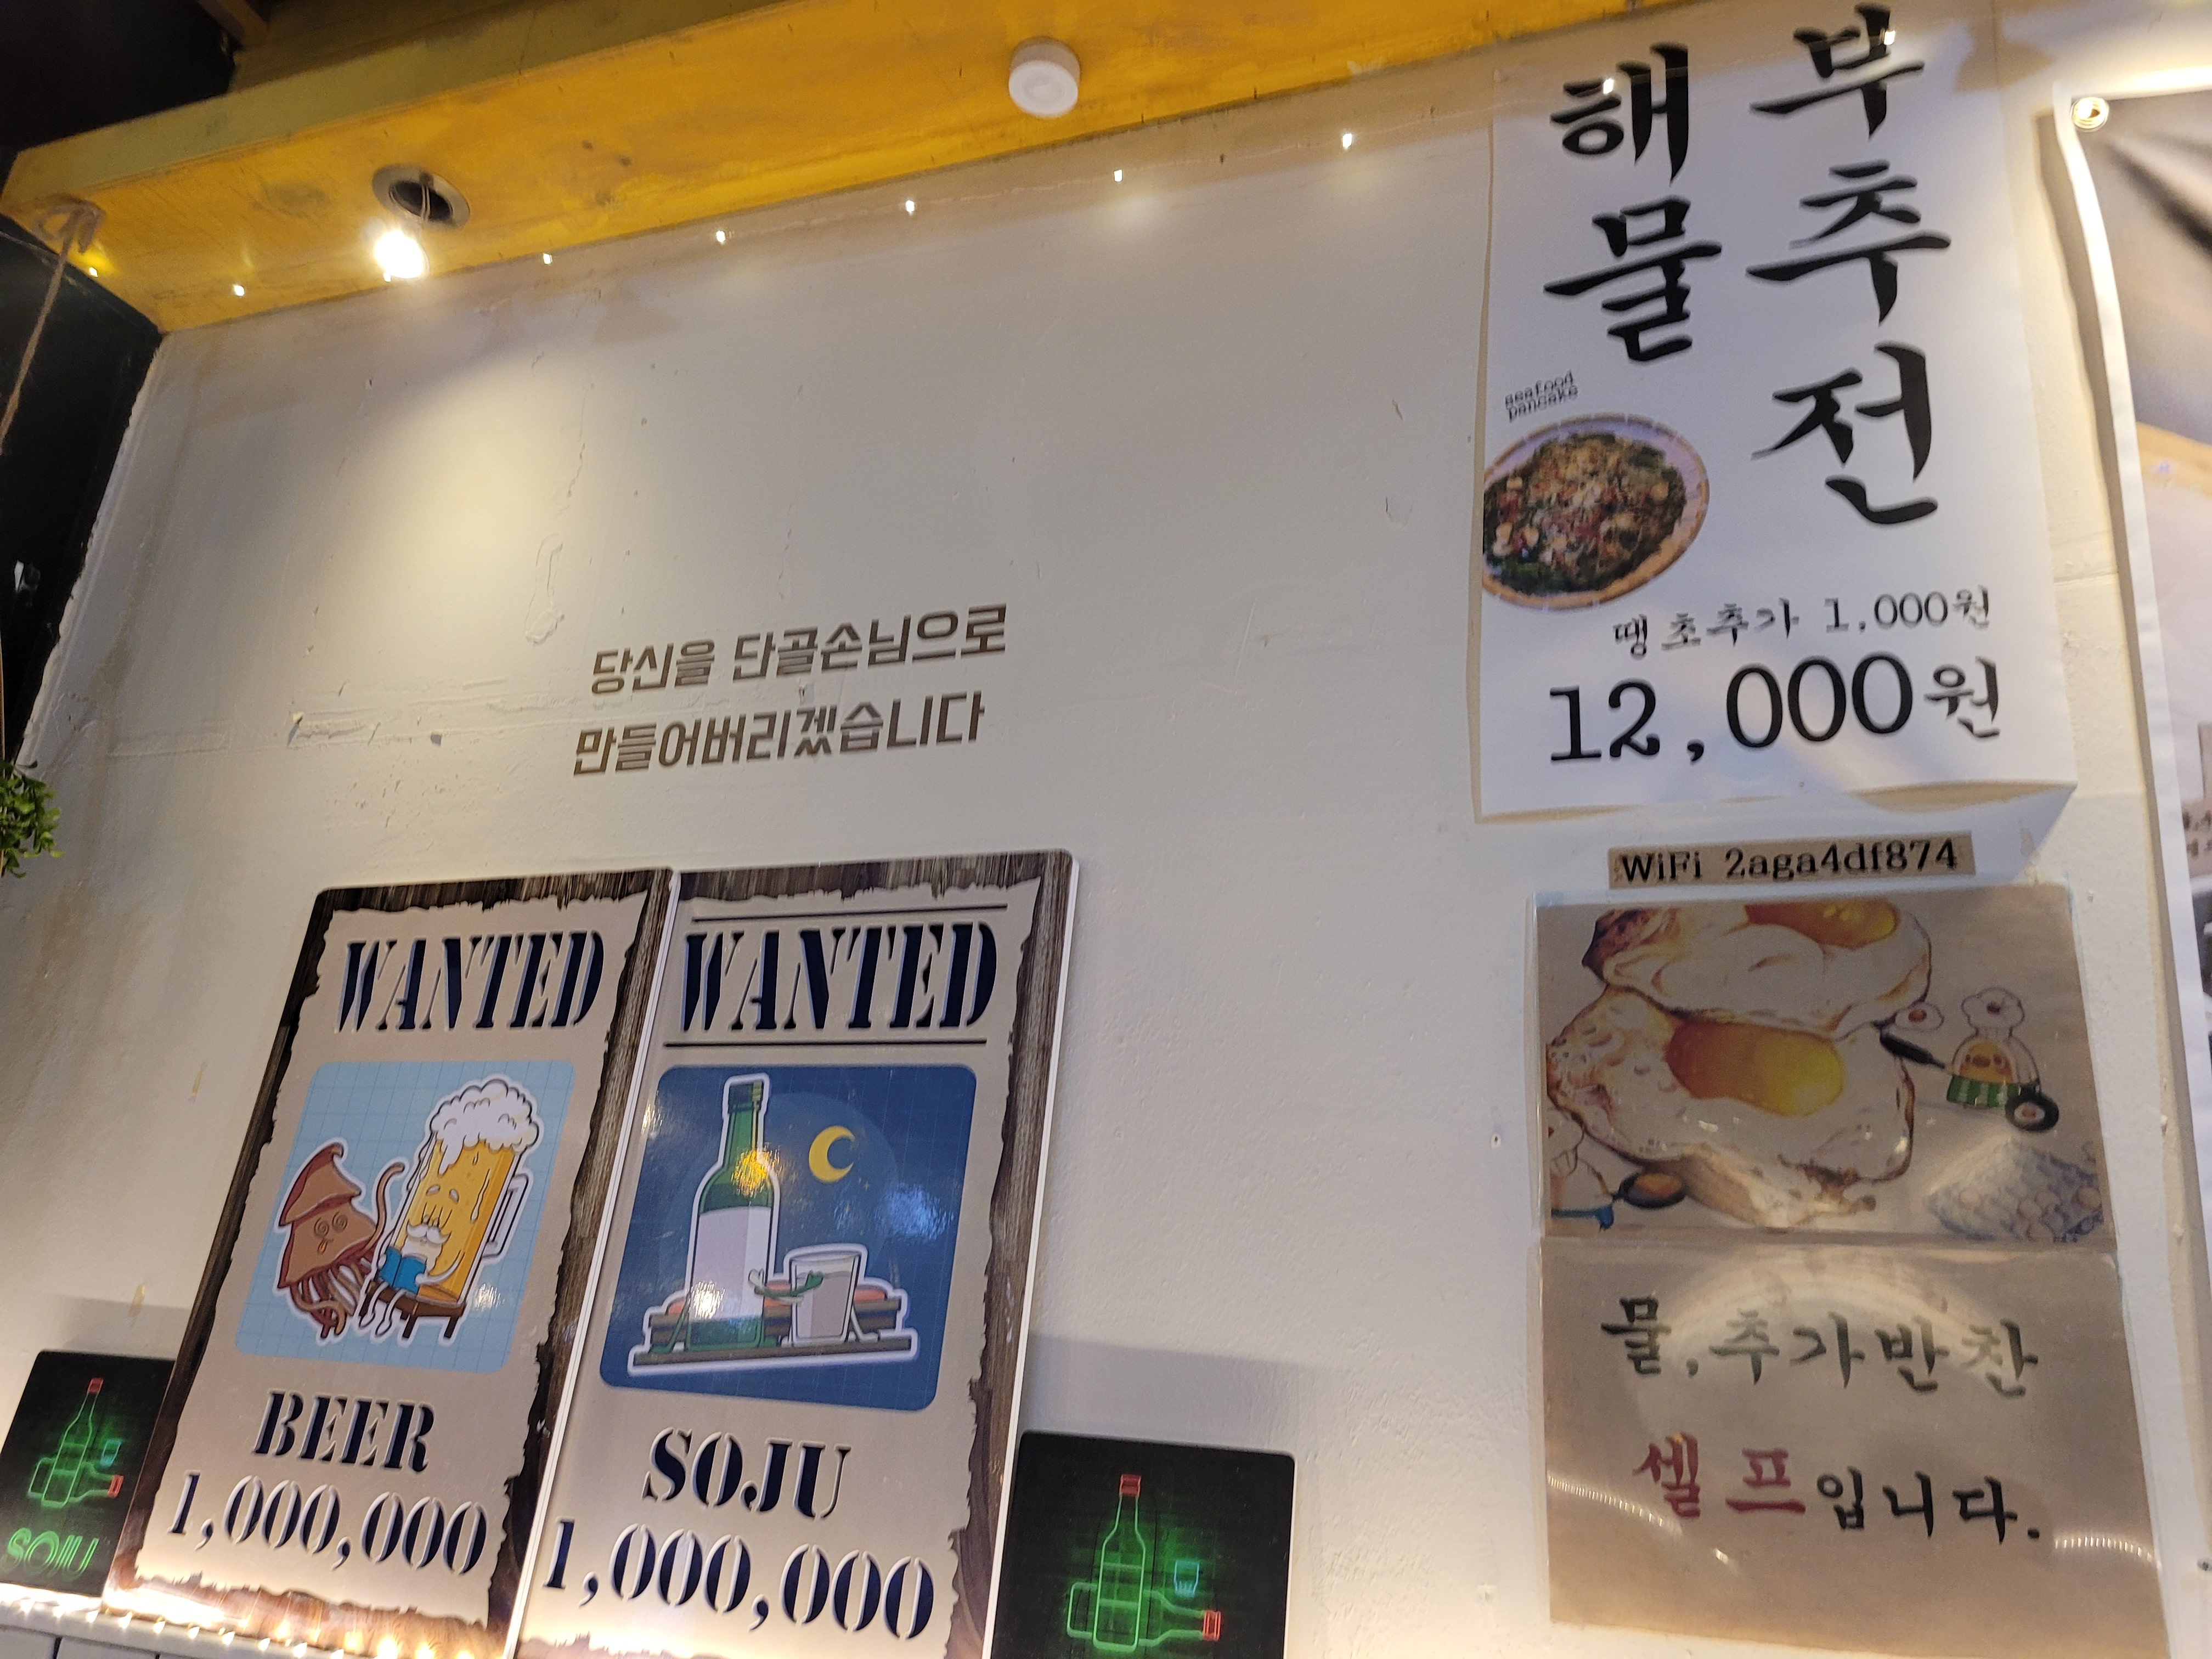 당신을 단골손님으로
만들어버리겠습니다
WANTED
BEER
1,000,000
WANTED
SOJU
1,000,000
SOJU
해물
부추전
seafood
pancake
땡초추가 1,000원
12,000원
WiFi 2aga4df874
물,추가반찬
셀프입니다.